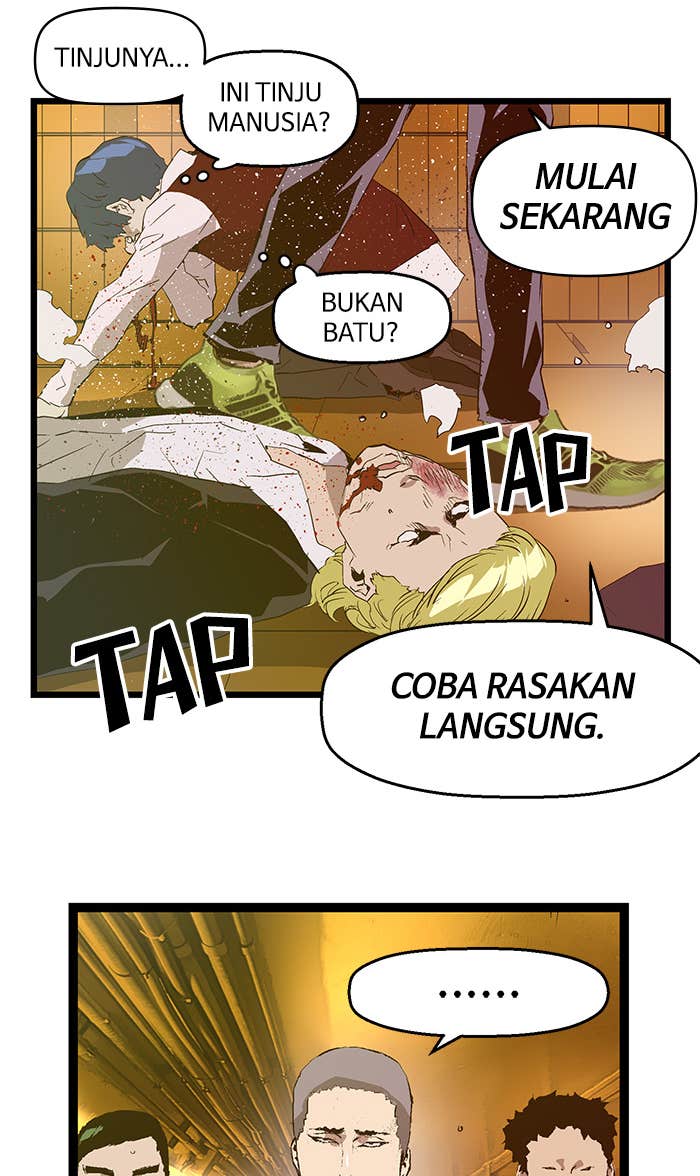 TINJUNYA...
INI TINJU
MANUSIA?
MULAI
SEKARANG
BUKAN
BATU?
TAP
TAP
COBA RASAKAN
LANGSUNG.
......